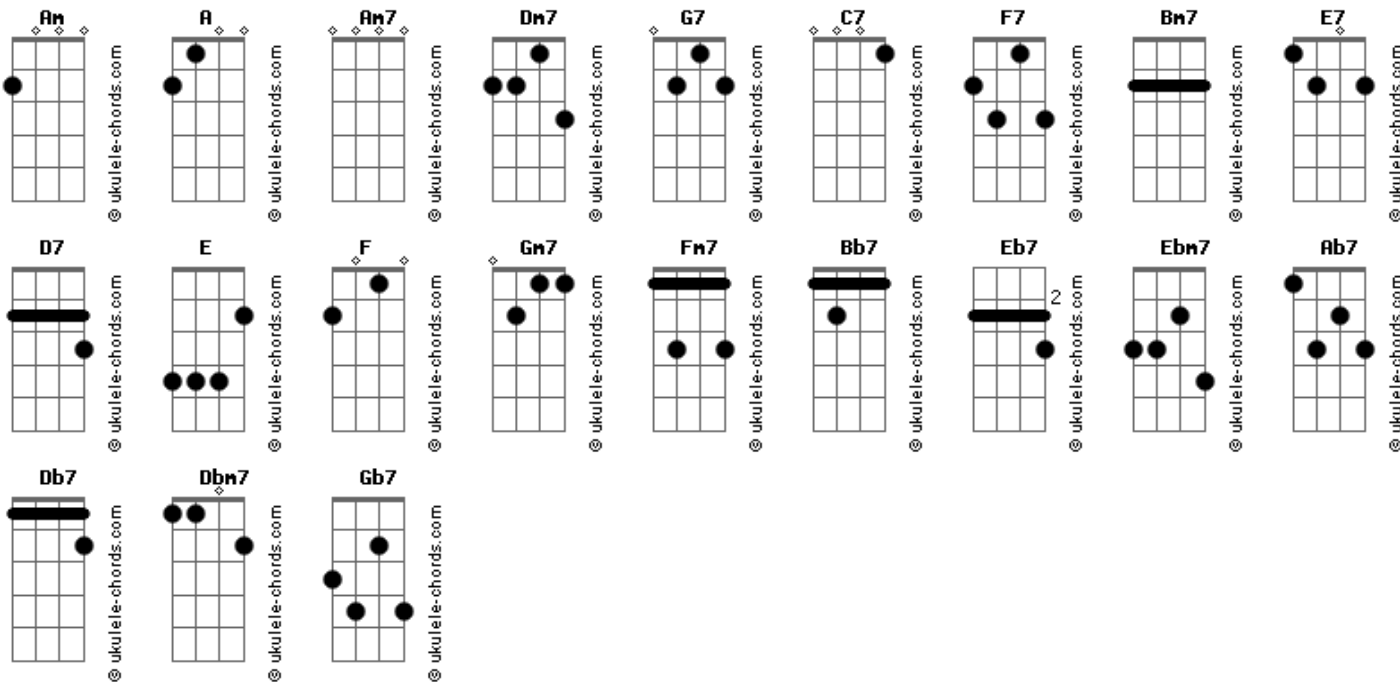 Am A Am7 Dm7 G7 C7 F7 Bm7 E7
© ukulele-chords.com © ukulele-chords.com © ukulele-chords.com © ukulele-chords.com © ukulele-chords.com © ukulele-chords.com © ukulele-chords.com © ukulele-chords.com © ukulele-chords.com
D7 E F Gm7 Fm7 Bb7 Eb7 Ebm7 Ab7
2
© ukulele-chords.com © ukulele-chords.com © ukulele-chords.com © ukulele-chords.com © ukulele-chords.com © ukulele-chords.com © ukulele-chords.com © ukulele-chords.com © ukulele-chords.com
Db7 Dbm7 Gb7
© ukulele-chords.com © ukulele-chords.com © ukulele-chords.com